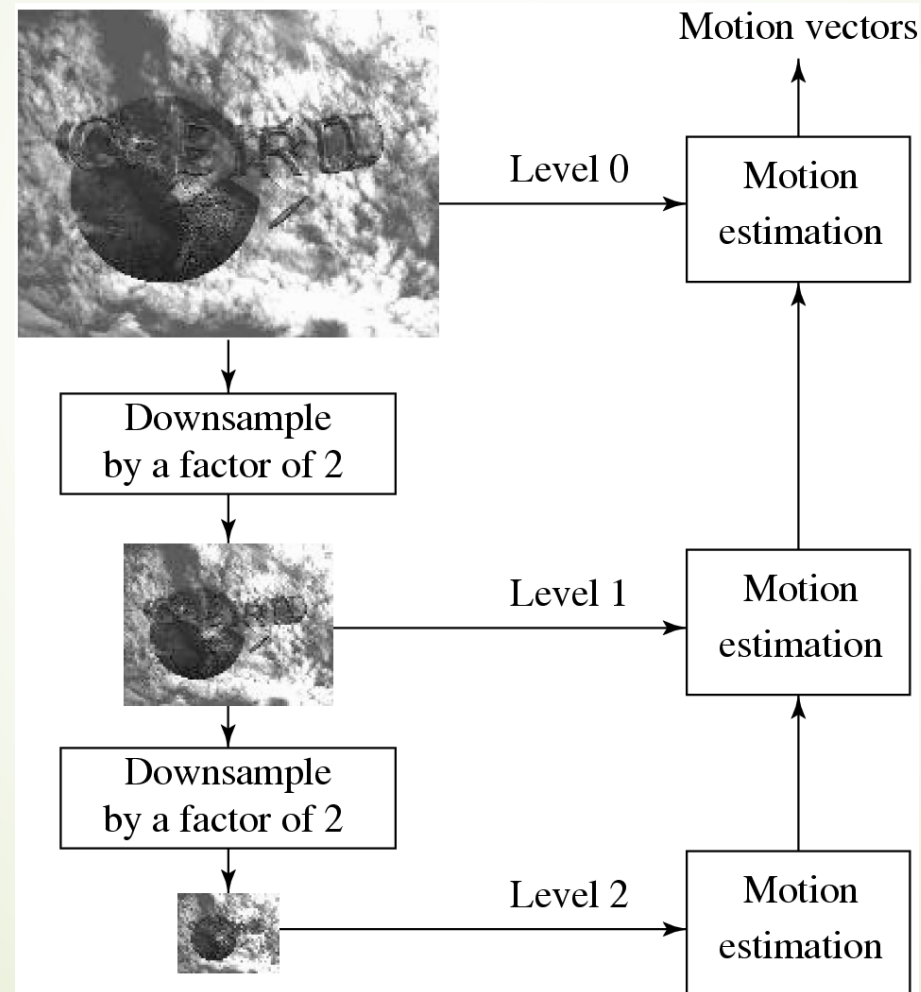 Motion vectors
Level 0
Motion
estimation
Downsample
by a factor of 2
Level 1
Motion
estimation
Downsample
by a factor of 2
Level 2
Motion
estimation